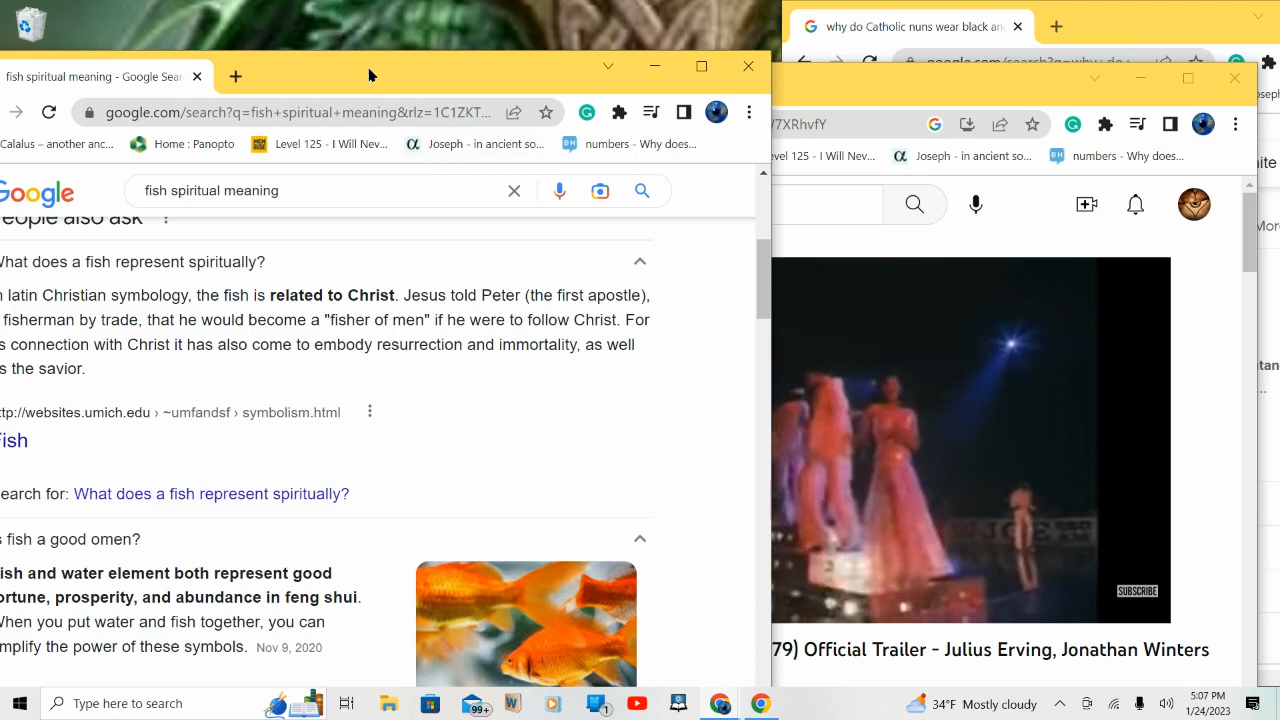 fish spiritual meaning - Google Sear
google.com/search?q=fish+spiritual+meaning&rlz=1C1ZKT...
Calalus – another anc...
Home : Panopto
Level 125 - I Will Nev...
Joseph - in ancient so...
numbers - Why does...
Google
fish spiritual meaning
eople also ask
What does a fish represent spiritually?
n latin Christian symbology, the fish is related to Christ. Jesus told Peter (the first apostle),
fisherman by trade, that he would become a "fisher of men" if he were to follow Christ. For
s connection with Christ it has also come to embody resurrection and immortality, as well
s the savior.
ttp://websites.umich.edu › ~umfandsf › symbolism.html
Fish
earch for: What does a fish represent spiritually?
s fish a good omen?
ish and water element both represent good
ortune, prosperity, and abundance in feng shui.
When you put water and fish together, you can
mplify the power of these symbols. Nov 9, 2020
why do Catholic nuns wear black an
/7XRhvfY
evel 125 - I Will Nev...
Joseph - in ancient so...
numbers - Why does...
SUBSCRIBE
79) Official Trailer - Julius Erving, Jonathan Winters
Type here to search
99+
1
34°F Mostly cloudy
5:07 PM
1/24/2023